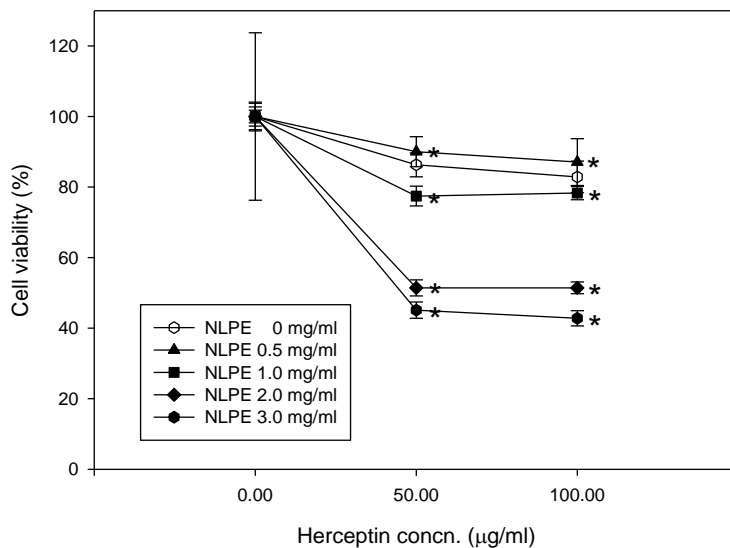 120
100
80
60
40
20
0
Cell viability (%)
NLPE 0 mg/ml
NLPE 0.5 mg/ml
NLPE 1.0 mg/ml
NLPE 2.0 mg/ml
NLPE 3.0 mg/ml
* *
* *
* *
* *
0.00 50.00 100.00
Herceptin concn. (μg/ml)